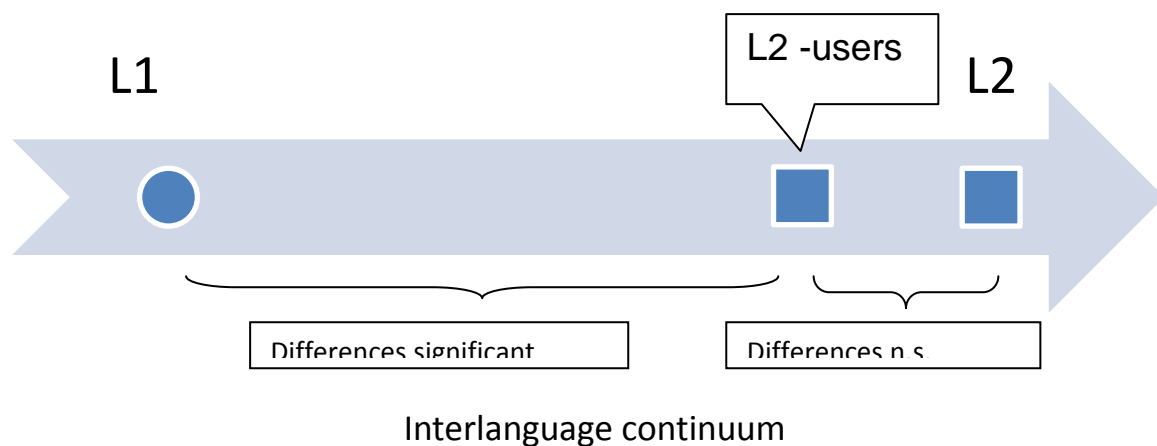 L2 -users
L1
L2
Differences significant
Differences n.s.
Interlanguage continuum